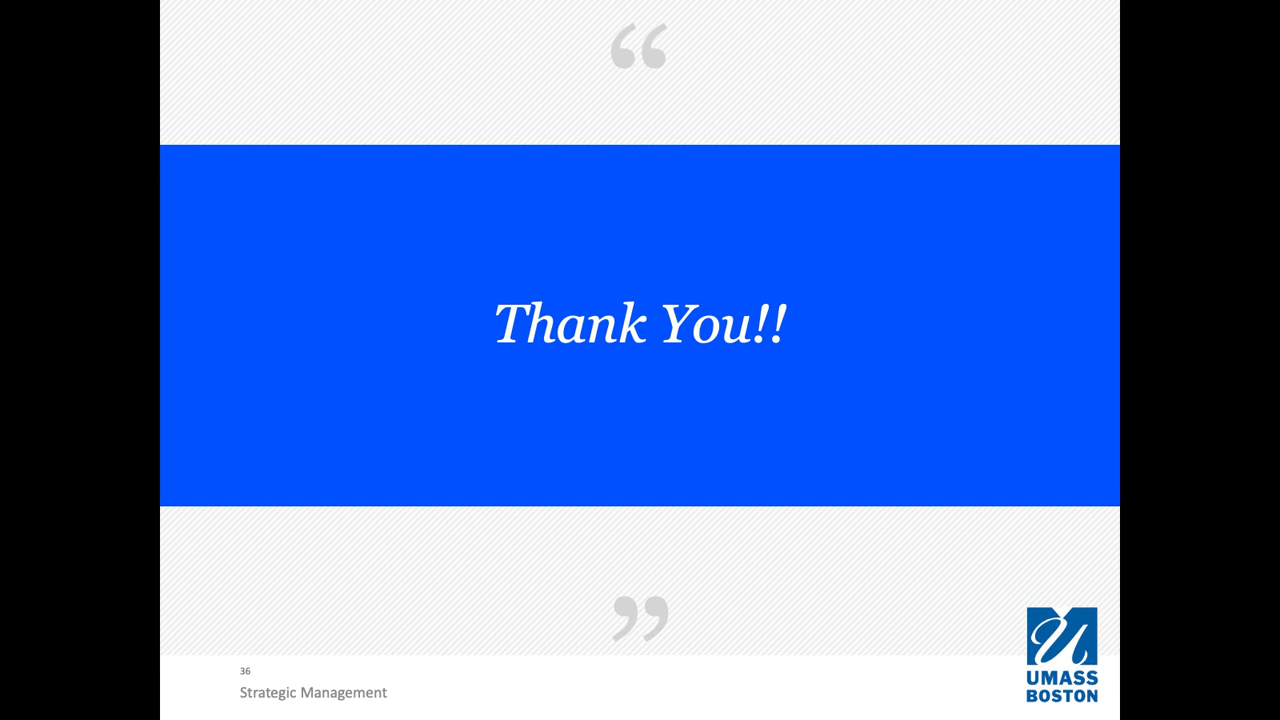 “
Thank You!!
”
36
Strategic Management
UMASS
BOSTON